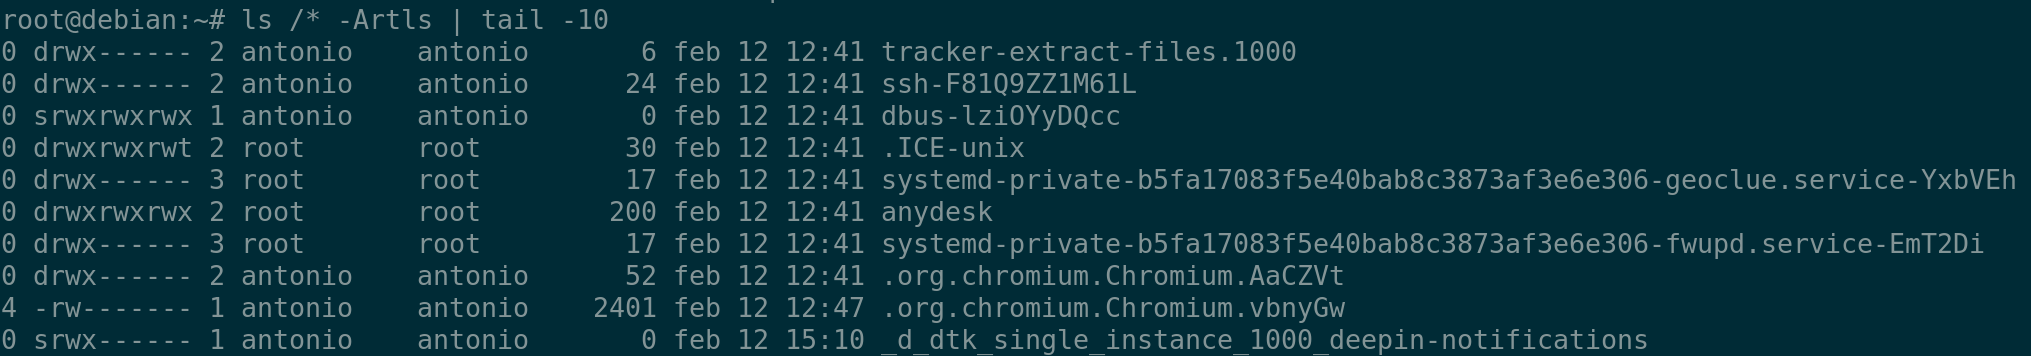 root@debian:~# ls /* -Artls | tail -10
0 drwx------ 2 antonio    antonio       6 feb 12 12:41 tracker-extract-files.1000
0 drwx------ 2 antonio    antonio      24 feb 12 12:41 ssh-F81Q9ZZ1M61L
0 srwxrwxrwx 1 antonio    antonio       0 feb 12 12:41 dbus-lziOYyDQcc
0 drwxrwxrwt 2 root       root         30 feb 12 12:41 .ICE-unix
0 drwx------ 3 root       root         17 feb 12 12:41 systemd-private-b5fa17083f5e40bab8c3873af3e6e306-geoclue.service-YxbVEh
0 drwxrwxrwx 2 root       root        200 feb 12 12:41 anydesk
0 drwx------ 3 root       root         17 feb 12 12:41 systemd-private-b5fa17083f5e40bab8c3873af3e6e306-fwupd.service-EmT2Di
0 drwx------ 2 antonio    antonio      52 feb 12 12:41 .org.chromium.Chromium.AaCZVt
4 -rw------- 1 antonio    antonio    2401 feb 12 12:47 .org.chromium.Chromium.vbnyGw
0 srwx------ 1 antonio    antonio       0 feb 12 15:10 _d_dtk_single_instance_1000_deepin-notifications